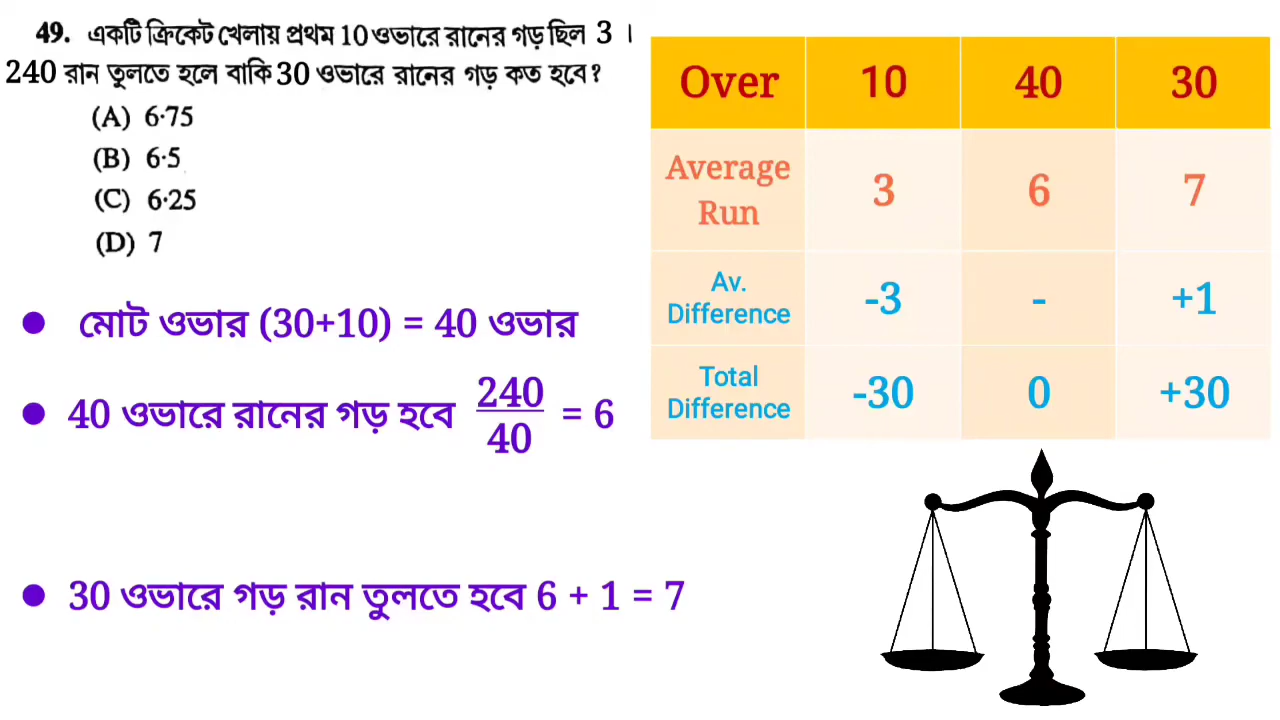 49. একটি ক্রিকেট খেলায় প্রথম 10 ওভারে রানের গড় ছিল 3 ।
240 রান তুলতে হলে বাকি 30 ওভারে রানের গড় কত হবে?
(A) 6·75
(B) 6·5
(C) 6·25
(D) 7
● মোট ওভার (30+10) = 40 ওভার
● 40 ওভারে রানের গড় হবে 240/40 = 6
● 30 ওভারে গড় রান তুলতে হবে 6 + 1 = 7
Over 10 40 30
Average Run 3 6 7
Av. Difference -3 - +1
Total Difference -30 0 +30